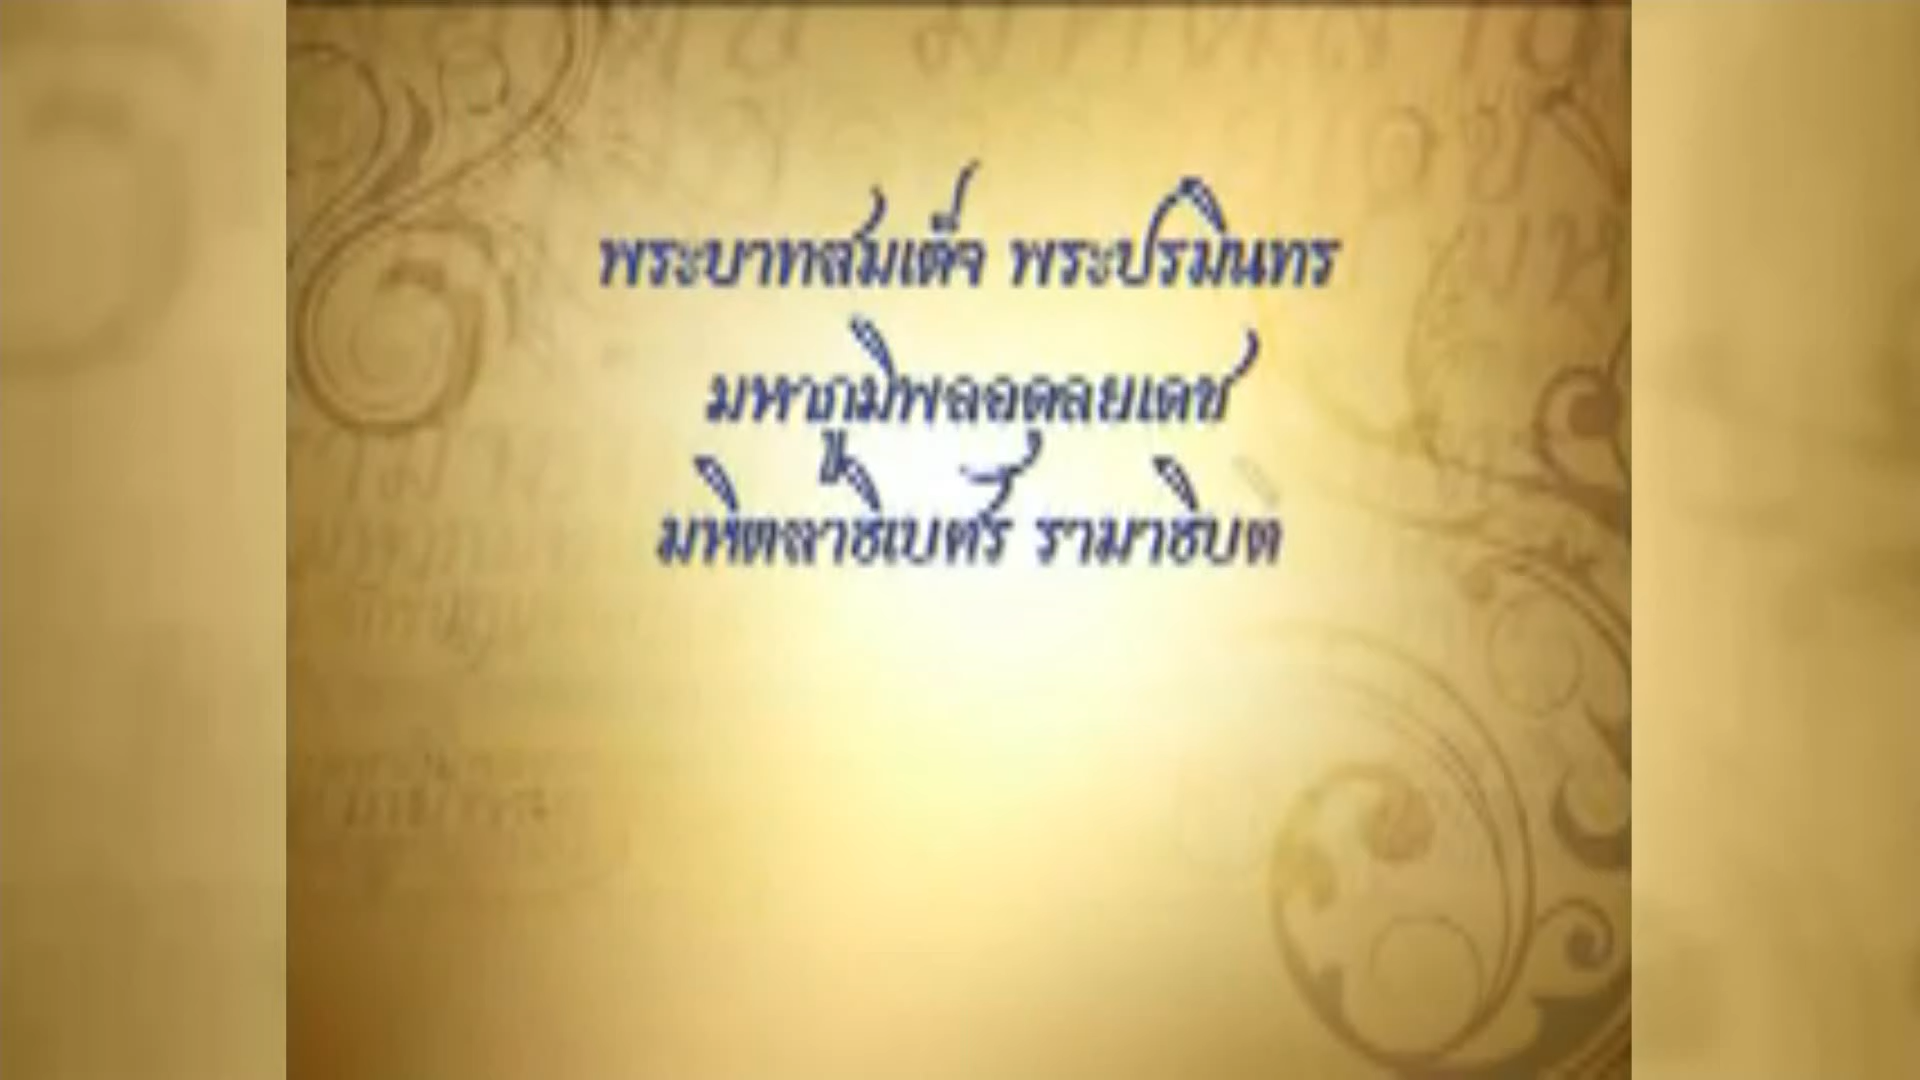 พระบาทสมเด็จ พระปรมินทร
มหาภูมิพลอดุลยเดช
มหิตลาธิเบศร รามาธิบดี